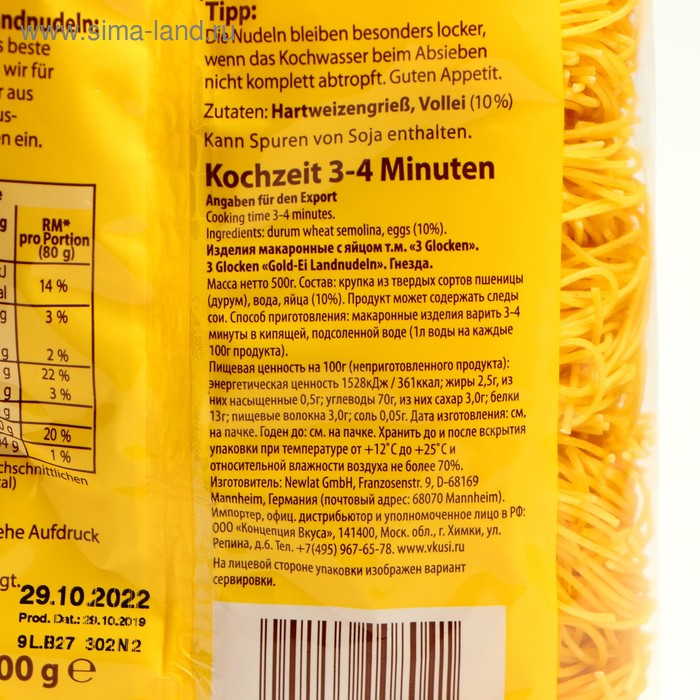 ndnudeln:
s beste
wir für
r aus
us-
n ein.
g
RM*
pro Portion
(80 g)
14 %
g
3 %
g
2 %
g
22 %
g
3 %
g
20 %
1 %
chschnittlichen
tal)
ehe Aufdruck
gt.
29.10.2022
Prod. Dat.: 29.10.2019
9LB27 302N2
00 g ℮
www.sima-land.ru
Tipp:
Die Nudeln bleiben besonders locker,
wenn das Kochwasser beim Absieben
nicht komplett abtropft. Guten Appetit.
Zutaten: Hartweizengrieß, Vollei (10%)
Kann Spuren von Soja enthalten.
Kochzeit 3-4 Minuten
Angaben für den Export
Cooking time 3-4 minutes.
Ingredients: durum wheat semolina, eggs (10%).
Изделия макаронные с яйцом т.м. «3 Glocken».
3 Glocken «Gold-Ei Landnudeln». Гнезда.
Масса нетто 500г. Состав: крупка из твердых сортов пшеницы
(дурум), вода, яйца (10%). Продукт может содержать следы
сои. Способ приготовления: макаронные изделия варить 3-4
минуты в кипящей, подсоленной воде (1л воды на каждые
100г продукта).
Пищевая ценность на 100г (неприготовленного продукта):
энергетическая ценность 1528кДж / 361ккал; жиры 2,5г, из
них насыщенные 0,5г; углеводы 70г, из них сахар 3,0г; белки
13г; пищевые волокна 3,0г; соль 0,05г. Дата изготовления: см,
на пачке. Годен до: см. на пачке. Хранить до и после вскрытия
упаковки при температуре от +12˚C до +25˚C и
относительной влажности воздуха не более 70%.
Изготовитель: Newlat GmbH, Franzosenstr. 9, D-68169
Mannheim, Германия (почтовый адрес: 68070 Mannheim).
Импортер, офиц. дистрибьютор и уполномоченное лицо в РФ:
ООО «Концепция Вкуса», 141400, Моск. обл., г. Химки, ул.
Репина, д.6. Тел. +7(495) 967-65-78. www.vkusi.ru
На лицевой стороне упаковки изображен вариант
сервировки.